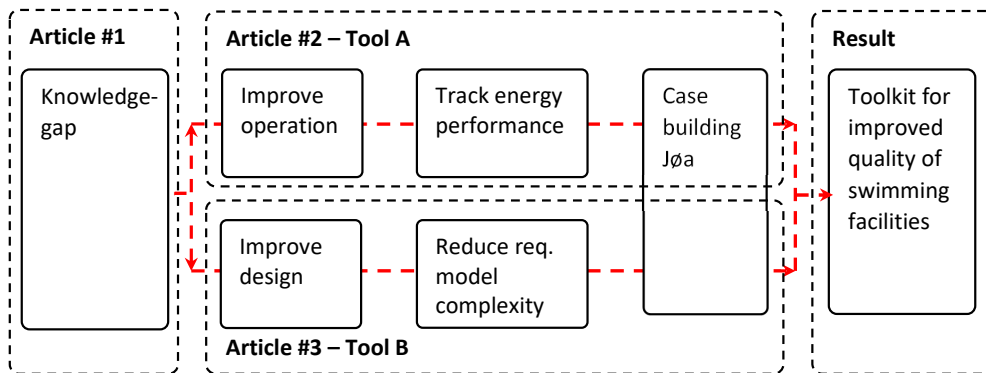 Article #1
Knowledge-
gap
Article #2 – Tool A
Improve
operation
Track energy
performance
Case
building
Jøa
Improve
design
Reduce req.
model
complexity
Article #3 – Tool B
Result
Toolkit for
improved
quality of
swimming
facilities